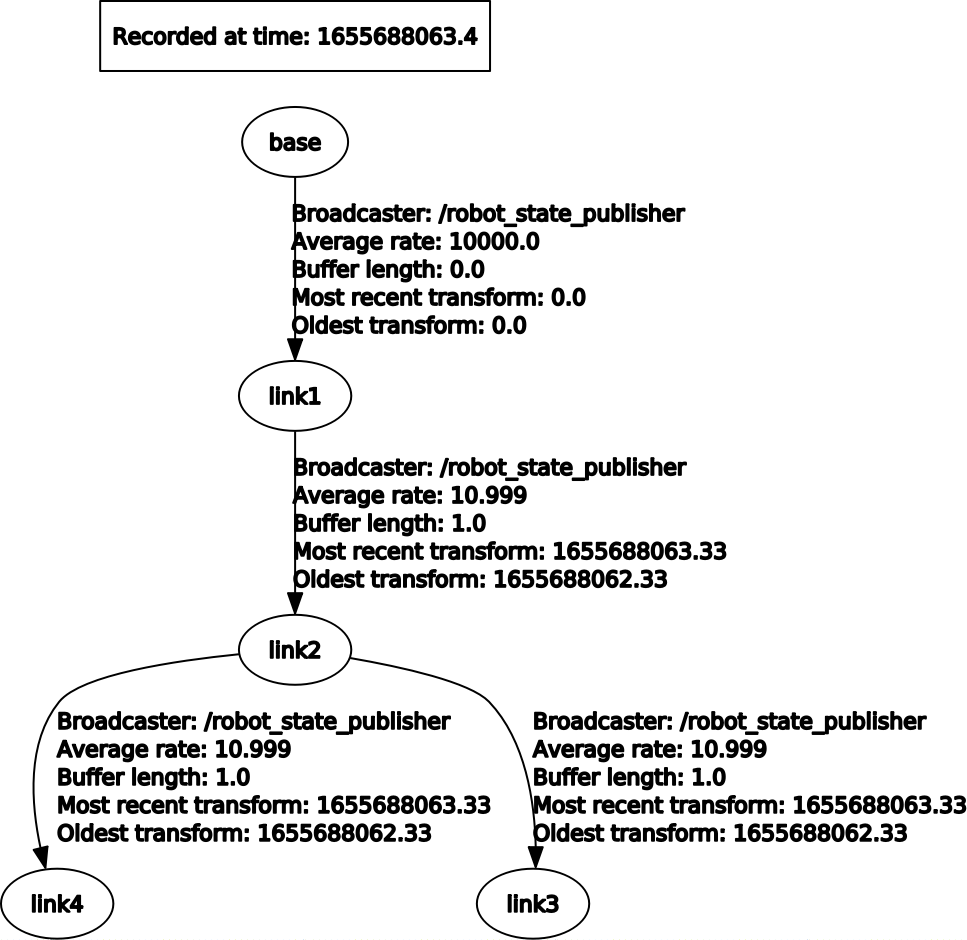 Recorded at time: 1655688063.4
base
Broadcaster: /robot_state_publisher
Average rate: 10000.0
Buffer length: 0.0
Most recent transform: 0.0
Oldest transform: 0.0
link1
Broadcaster: /robot_state_publisher
Average rate: 10.999
Buffer length: 1.0
Most recent transform: 1655688063.33
Oldest transform: 1655688062.33
link2
Broadcaster: /robot_state_publisher
Average rate: 10.999
Buffer length: 1.0
Most recent transform: 1655688063.33
Oldest transform: 1655688062.33
Broadcaster: /robot_state_publisher
Average rate: 10.999
Buffer length: 1.0
Most recent transform: 1655688063.33
Oldest transform: 1655688062.33
link4
link3